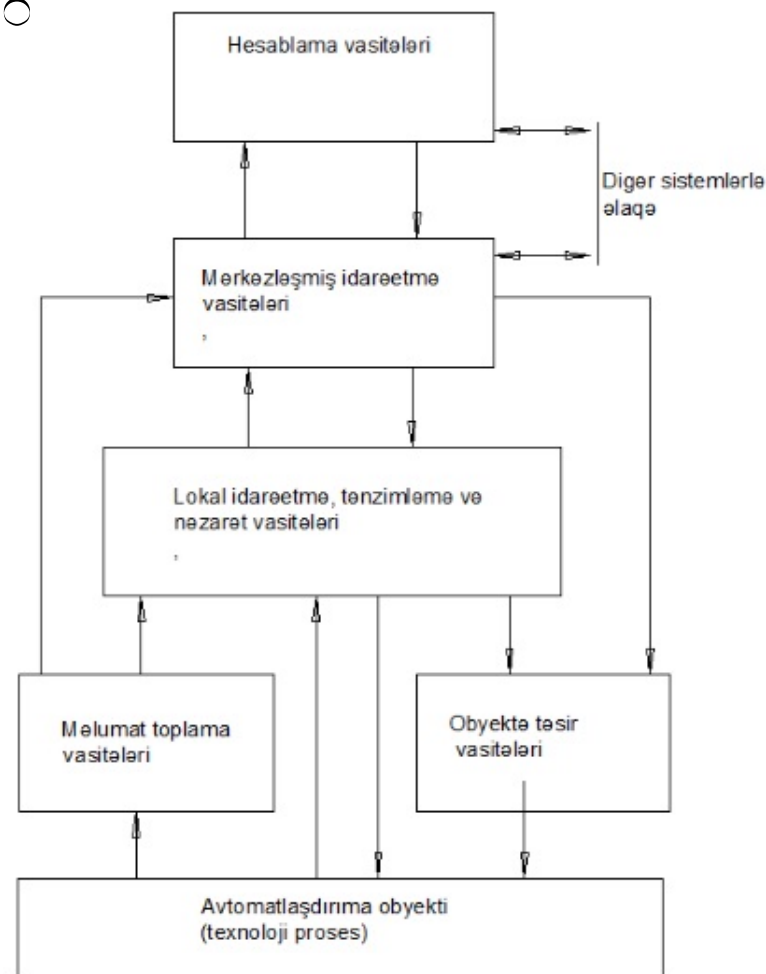 Hesablama vasitələri
Digər sistemlərlə
əlaqə
Mərkəzləşmiş idarəetmə
vasitələri
,
Lokal idarəetmə, tənzimləmə və
nəzarət vasitələri
,
Məlumat toplama
vasitələri
Obyektə təsir
vasitələri
Avtomatlaşdırıma obyekti
(texnoloji proses)